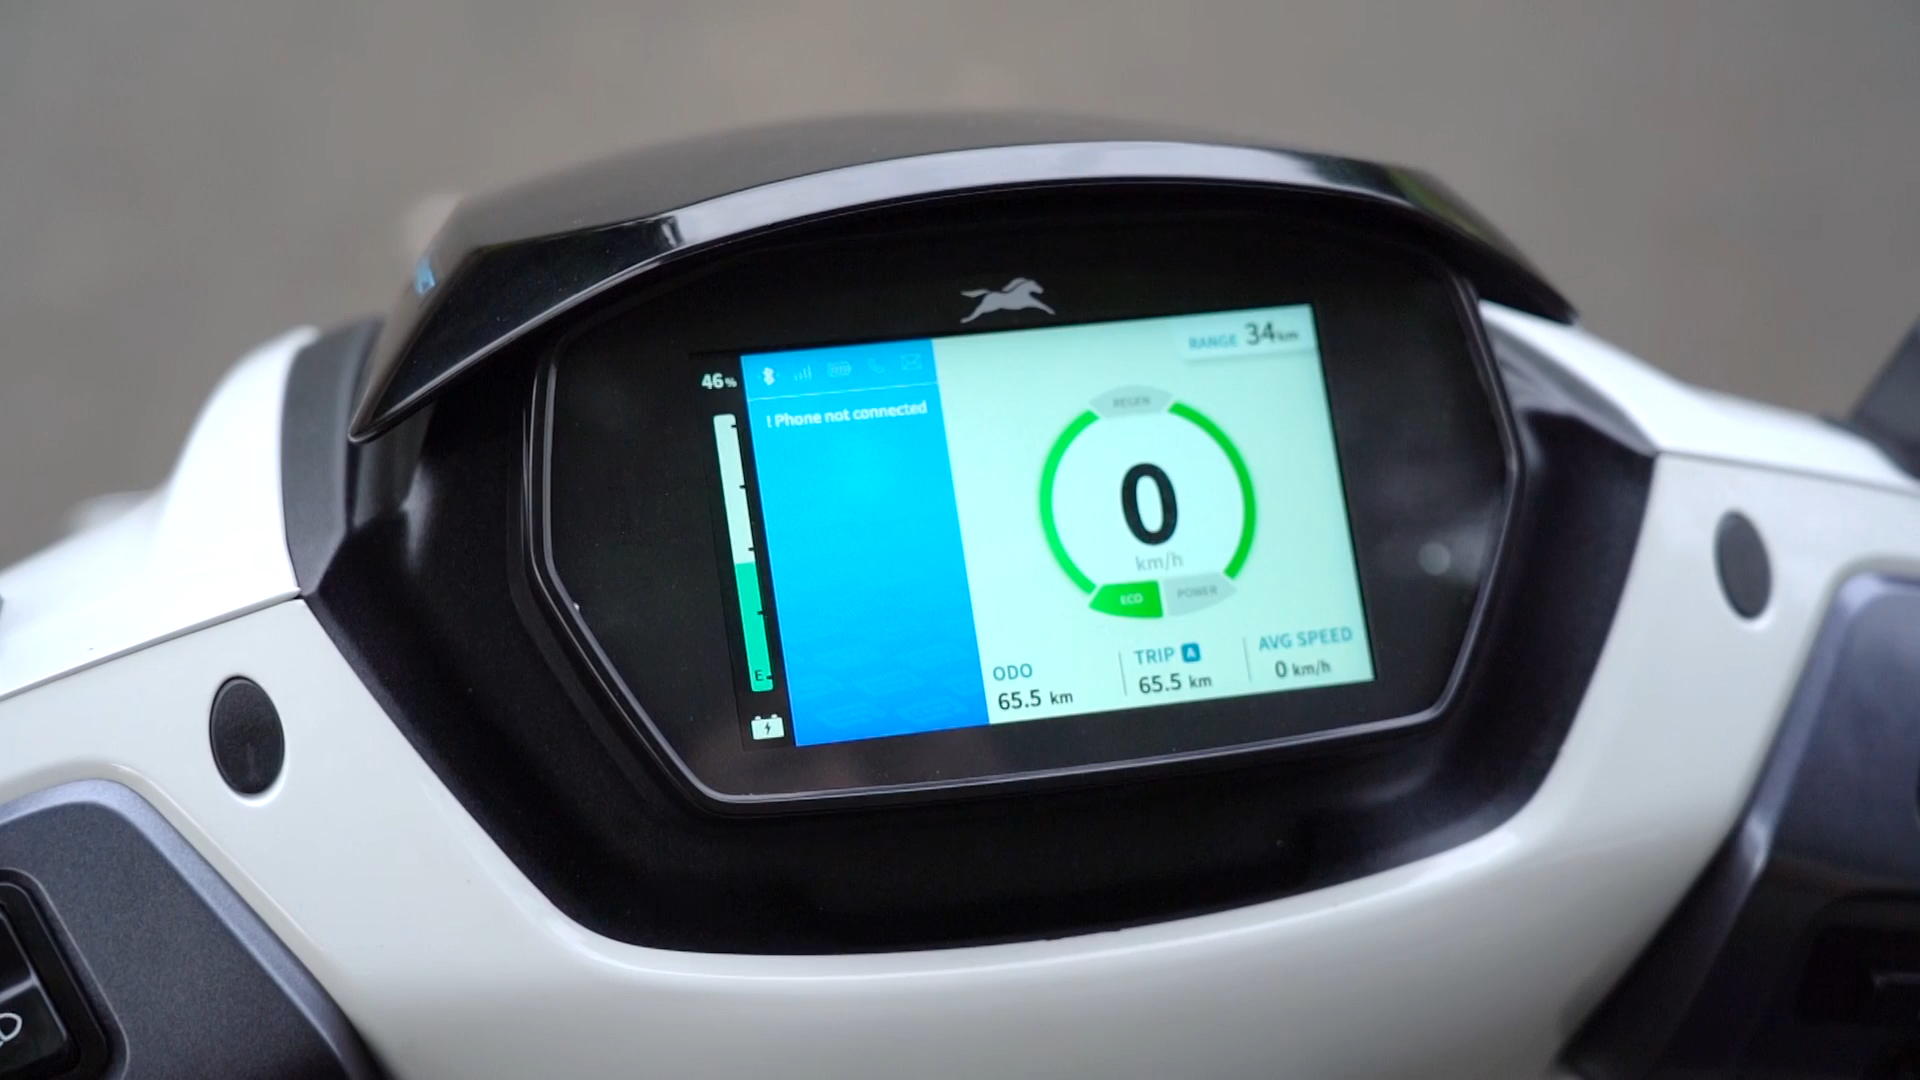 46%
! Phone not connected
RANGE 34 km
REGEN
0
km/h
ECO POWER
E
ODO
65.5 km
TRIP A
65.5 km
AVG SPEED
0 km/h